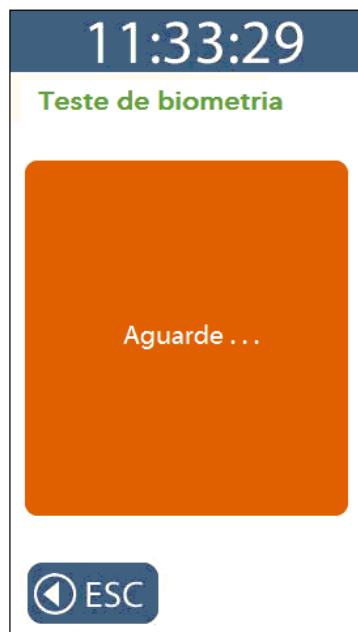 11:33:29
Teste de biometria
Aguarde . . .
ESC